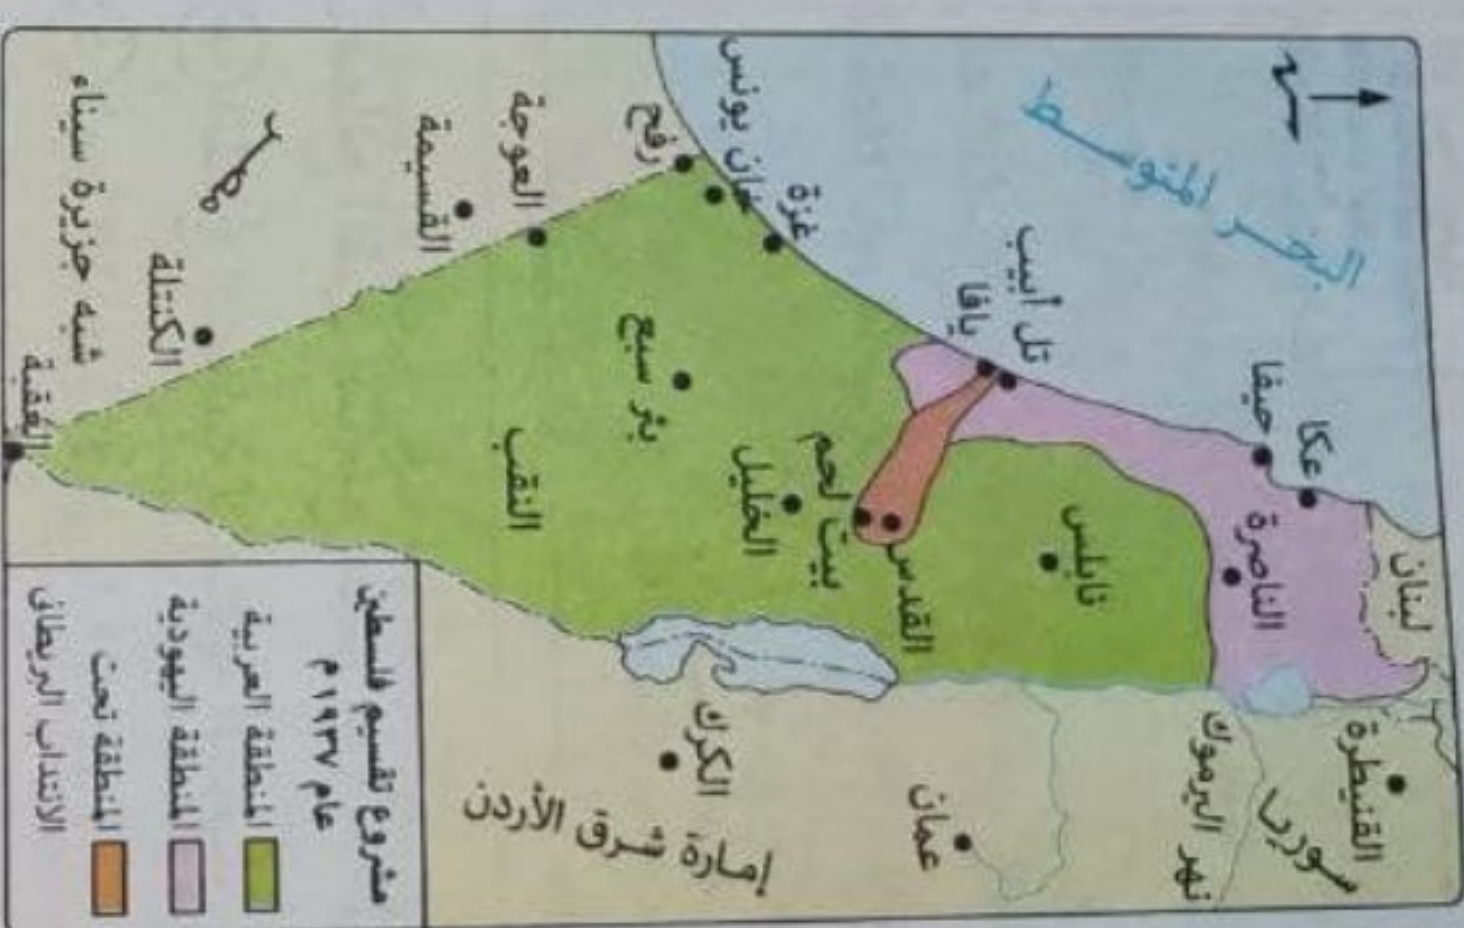 البحر المتوسط
لبنان
سوريا
القنيطرة
عكا
حيفا
الناصرة
نهر اليرموك
تل أبيب
يافا
نابلس
عمان
القدس
بيت لحم
الخليل
غزة
خان يونس
رفح
بئر سبع
الكرك
إمارة شرق الأردن
العوجة
القسيمة
النقب
مصر
الكنتلة
شبه جزيرة سيناء
العقبة
مشروع تقسيم فلسطين
عام ١٩٣٧م
المنطقة العربية
المنطقة اليهودية
المنطقة تحت
الانتداب البريطاني